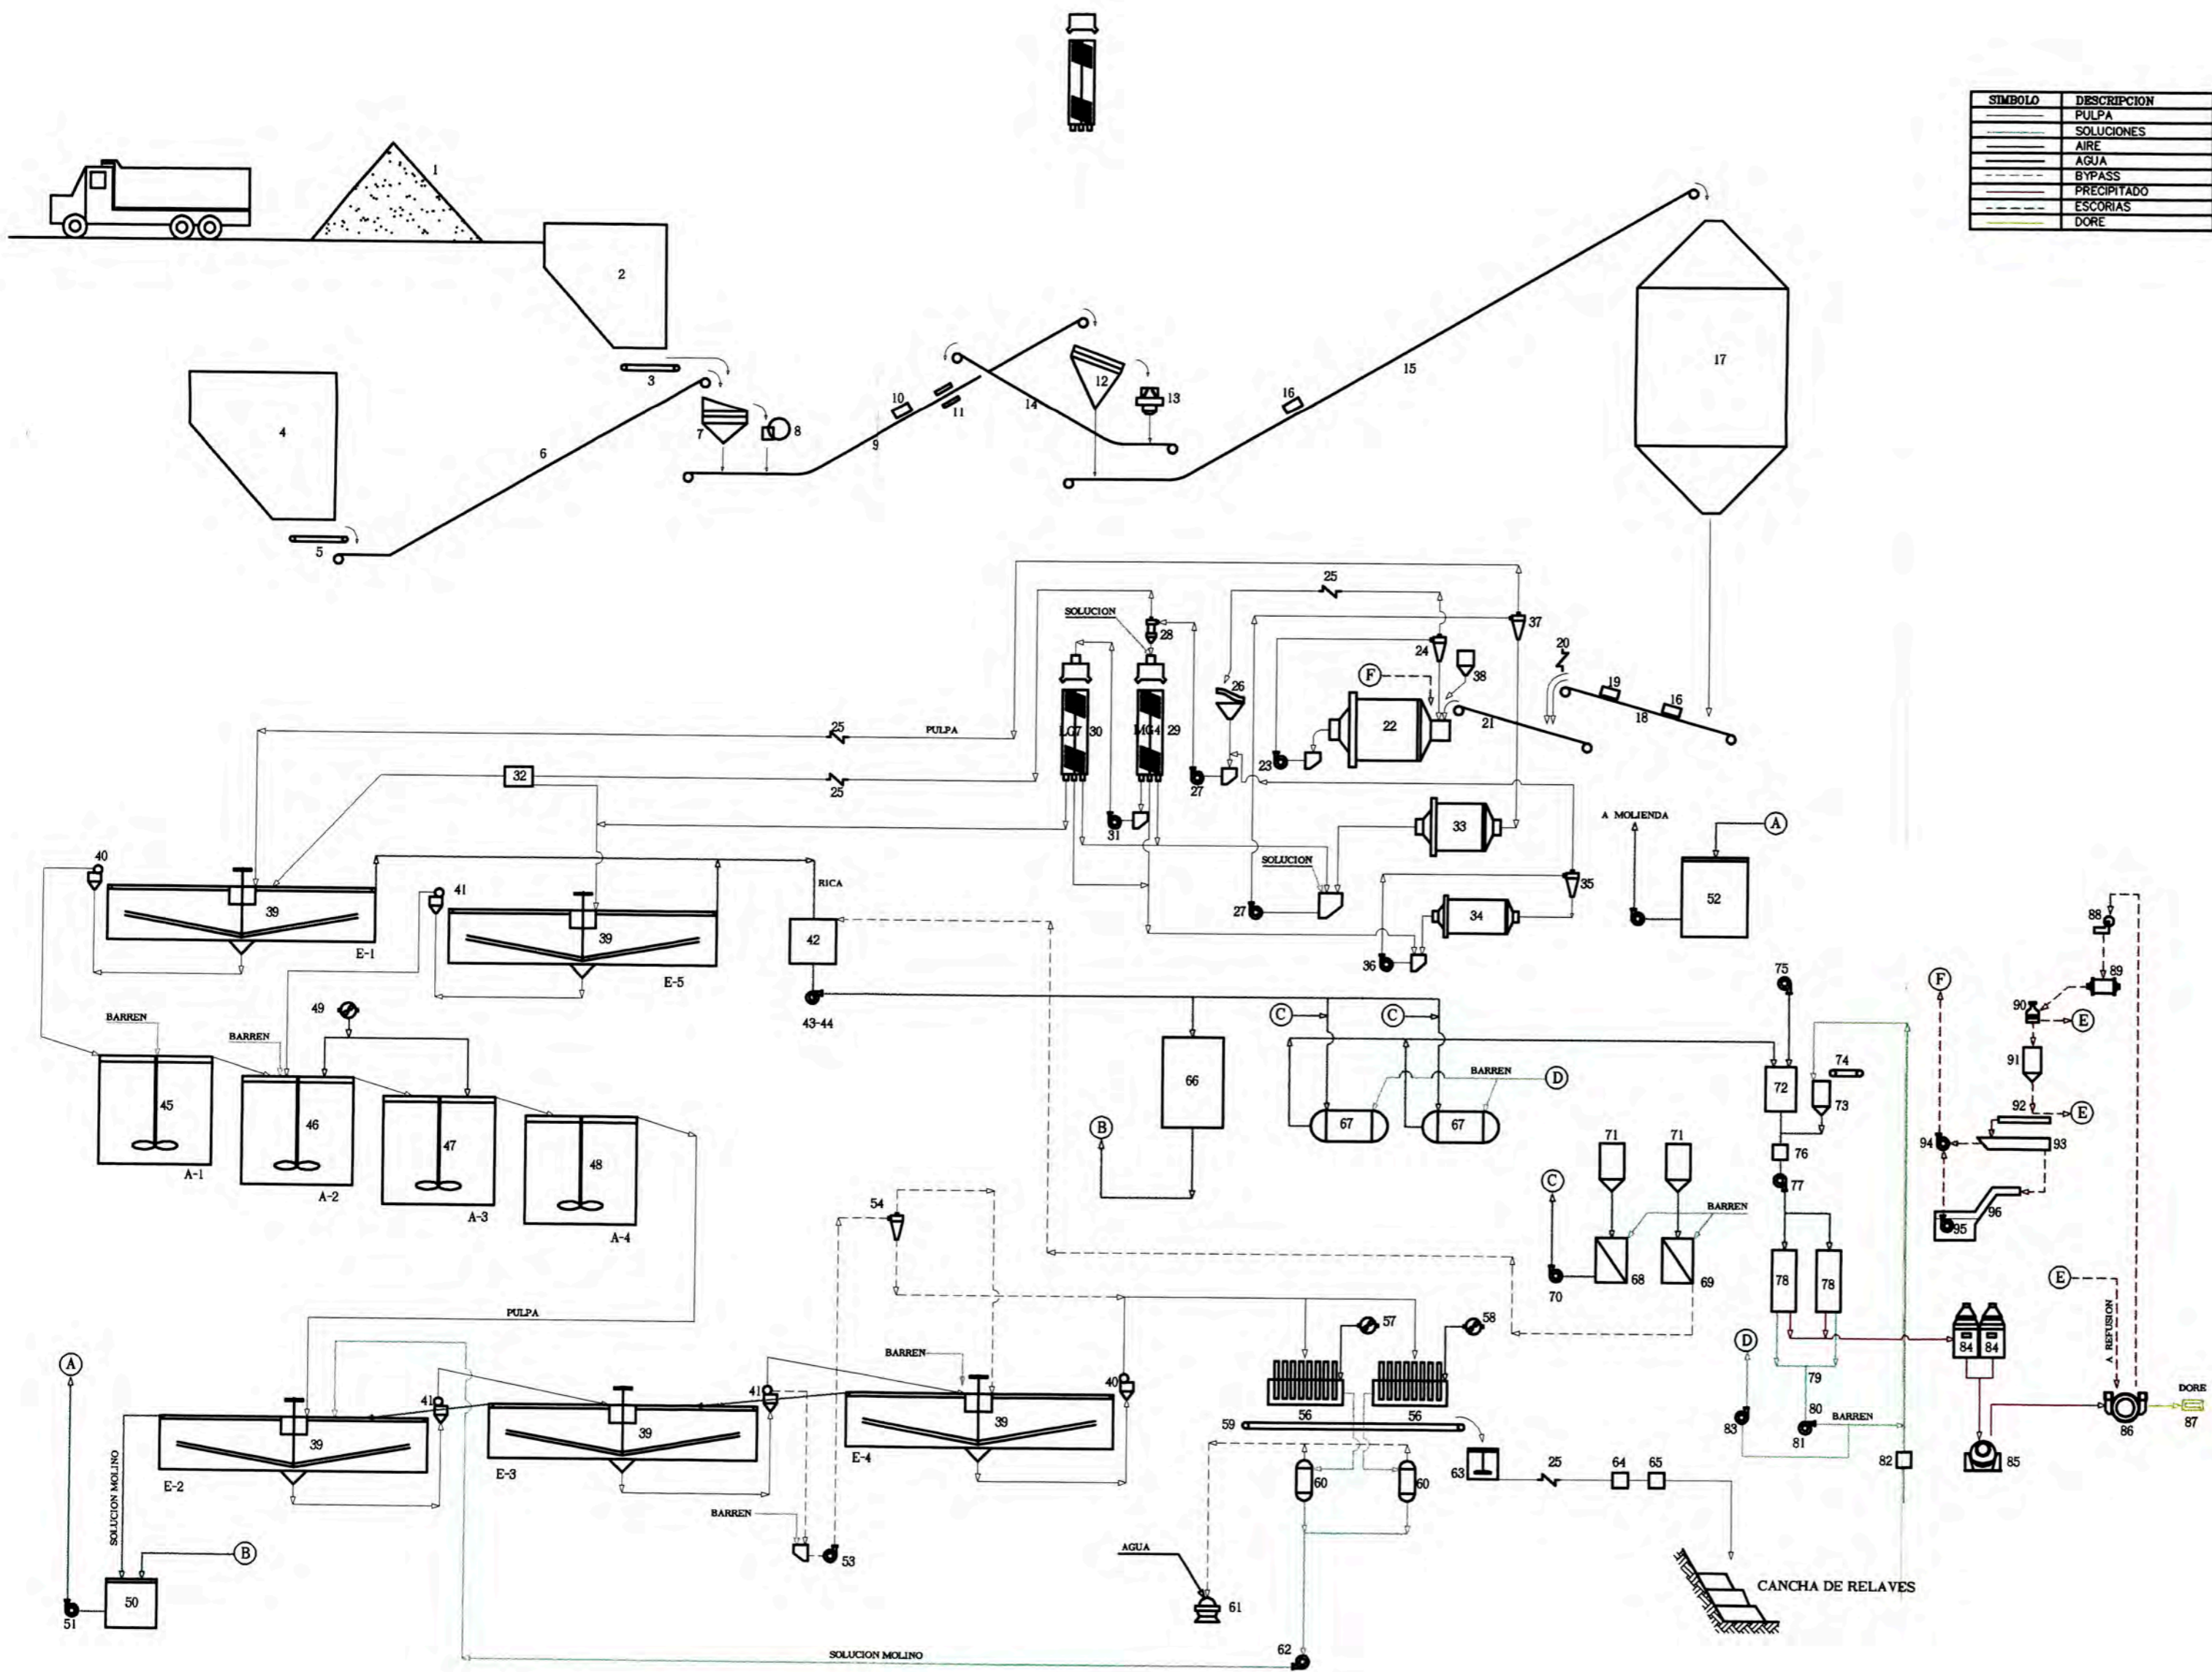 SIMBOLO DESCRIPCION
PULPA
SOLUCIONES
AIRE
AGUA
BYPASS
PRECIPITADO
ESCORIAS
DORE
1
2
3
4
5
6
7
8
9
10
11
12
13
14
15
16
17
25
SOLUCION
28
37
24
20
F
38
26
19
16
18
21
22
25
PULPA
LG7 30
MG4 29
23
27
32
25
31
33
A MOLIENDA
A
40
41
RICA
SOLUCION
35
39
E-1
39
E-5
42
27
34
52
36
88
89
43-44
75
F
90
E
49
BARREN
BARREN
C
C
74
91
66
BARREN
D
72
73
92
E
45
46
47
48
B
67
67
94
93
71
71
76
A-1
A-2
A-3
A-4
C
77
54
BARREN
95
96
68
69
70
78
78
E
PULPA
57
58
A REFUSION
D
84
84
A
BARREN
41
41
40
79
DORE
39
39
39
56
56
59
80
BARREN
83
81
86
87
E-2
E-3
E-4
63
25
64
65
82
85
SOLUCION MOLINO
60
60
BARREN
53
AGUA
B
50
51
61
CANCHA DE RELAVES
62
SOLUCION MOLINO